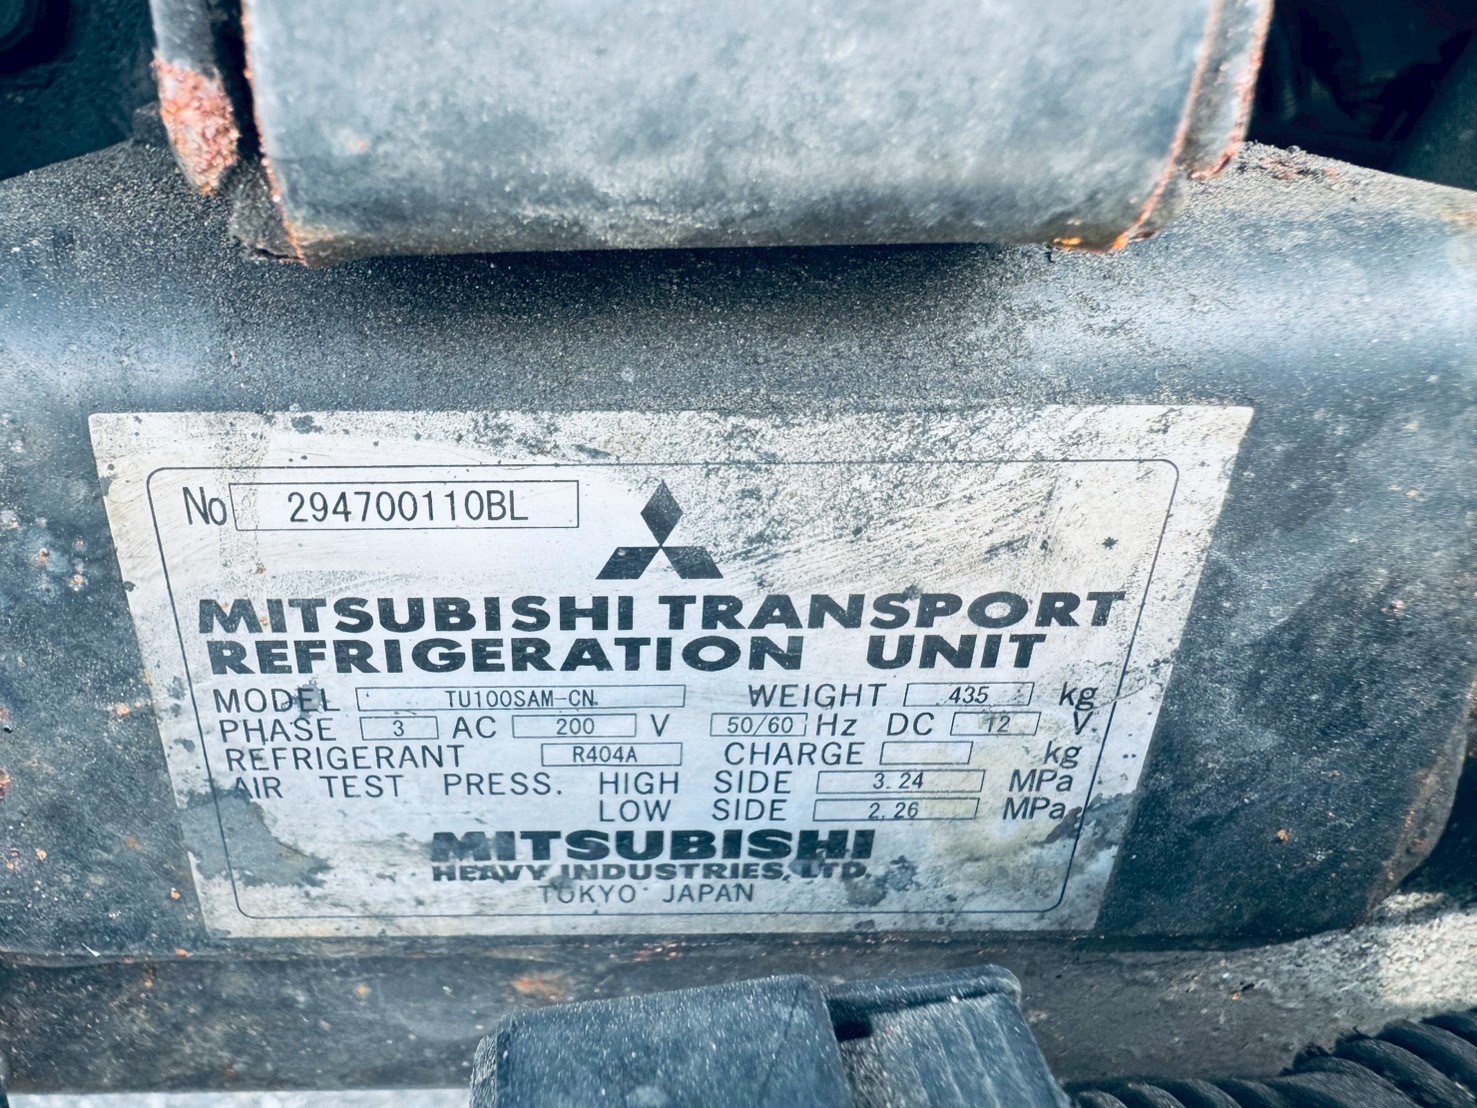 No 294700110BL
MITSUBISHI TRANSPORT
REFRIGERATION UNIT
MODEL TU100SAM-CN WEIGHT 435 kg
PHASE 3 AC 200 V 50/60 Hz DC 12 V
REFRIGERANT R404A CHARGE kg
AIR TEST PRESS. HIGH SIDE 3.24 MPa
LOW SIDE 2.26 MPa
MITSUBISHI
HEAVY INDUSTRIES, LTD.
TOKYO JAPAN